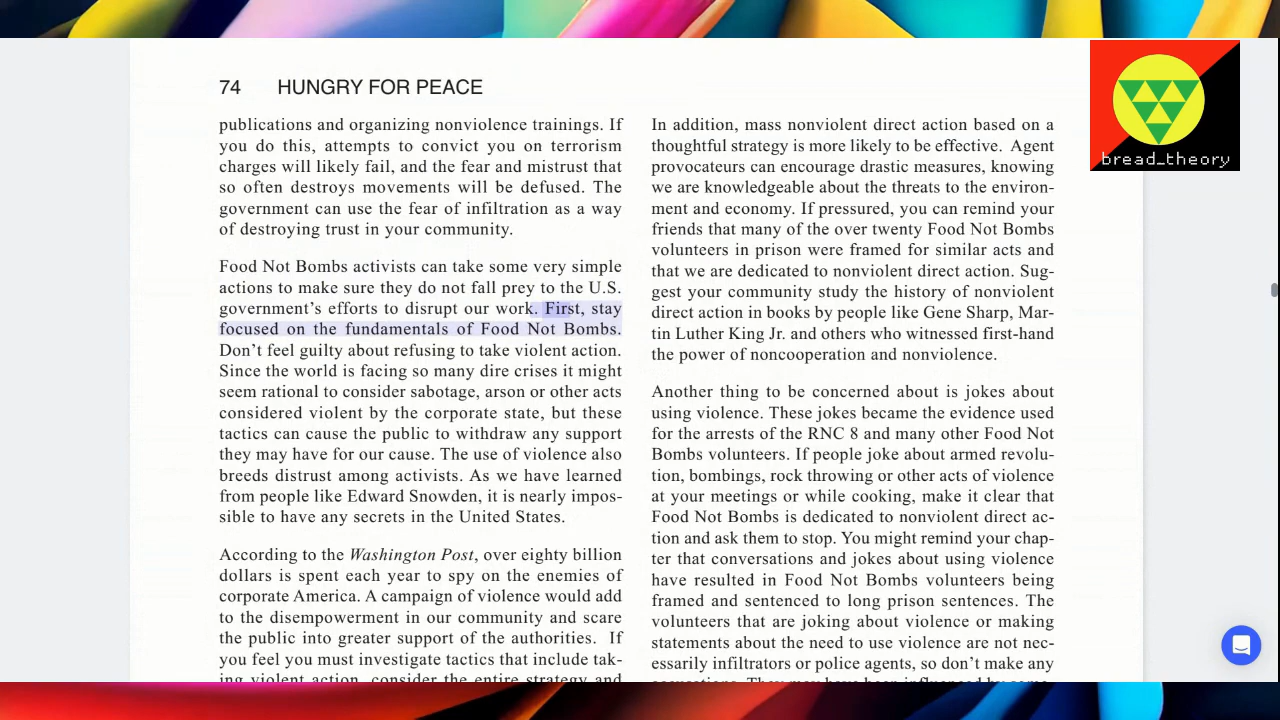 74 HUNGRY FOR PEACE
publications and organizing nonviolence trainings. If
you do this, attempts to convict you on terrorism
charges will likely fail, and the fear and mistrust that
so often destroys movements will be defused. The
government can use the fear of infiltration as a way
of destroying trust in your community.
Food Not Bombs activists can take some very simple
actions to make sure they do not fall prey to the U.S.
government's efforts to disrupt our work. First, stay
focused on the fundamentals of Food Not Bombs.
Don't feel guilty about refusing to take violent action.
Since the world is facing so many dire crises it might
seem rational to consider sabotage, arson or other acts
considered violent by the corporate state, but these
tactics can cause the public to withdraw any support
they may have for our cause. The use of violence also
breeds distrust among activists. As we have learned
from people like Edward Snowden, it is nearly impos-
sible to have any secrets in the United States.
According to the Washington Post, over eighty billion
dollars is spent each year to spy on the enemies of
corporate America. A campaign of violence would add
to the disempowerment in our community and scare
the public into greater support of the authorities. If
you feel you must investigate tactics that include tak-
ing violent action, consider the entire strategy and
In addition, mass nonviolent direct action based on a
thoughtful strategy is more likely to be effective. Agent
provocateurs can encourage drastic measures, knowing
we are knowledgeable about the threats to the environ-
ment and economy. If pressured, you can remind your
friends that many of the over twenty Food Not Bombs
volunteers in prison were framed for similar acts and
that we are dedicated to nonviolent direct action. Sug-
gest your community study the history of nonviolent
direct action in books by people like Gene Sharp, Mar-
tin Luther King Jr. and others who witnessed first-hand
the power of noncooperation and nonviolence.
Another thing to be concerned about is jokes about
using violence. These jokes became the evidence used
for the arrests of the RNC 8 and many other Food Not
Bombs volunteers. If people joke about armed revolu-
tion, bombings, rock throwing or other acts of violence
at your meetings or while cooking, make it clear that
Food Not Bombs is dedicated to nonviolent direct ac-
tion and ask them to stop. You might remind your chap-
ter that conversations and jokes about using violence
have resulted in Food Not Bombs volunteers being
framed and sentenced to long prison sentences. The
volunteers that are joking about violence or making
statements about the need to use violence are not nec-
essarily infiltrators or police agents, so don't make any
bread_theory